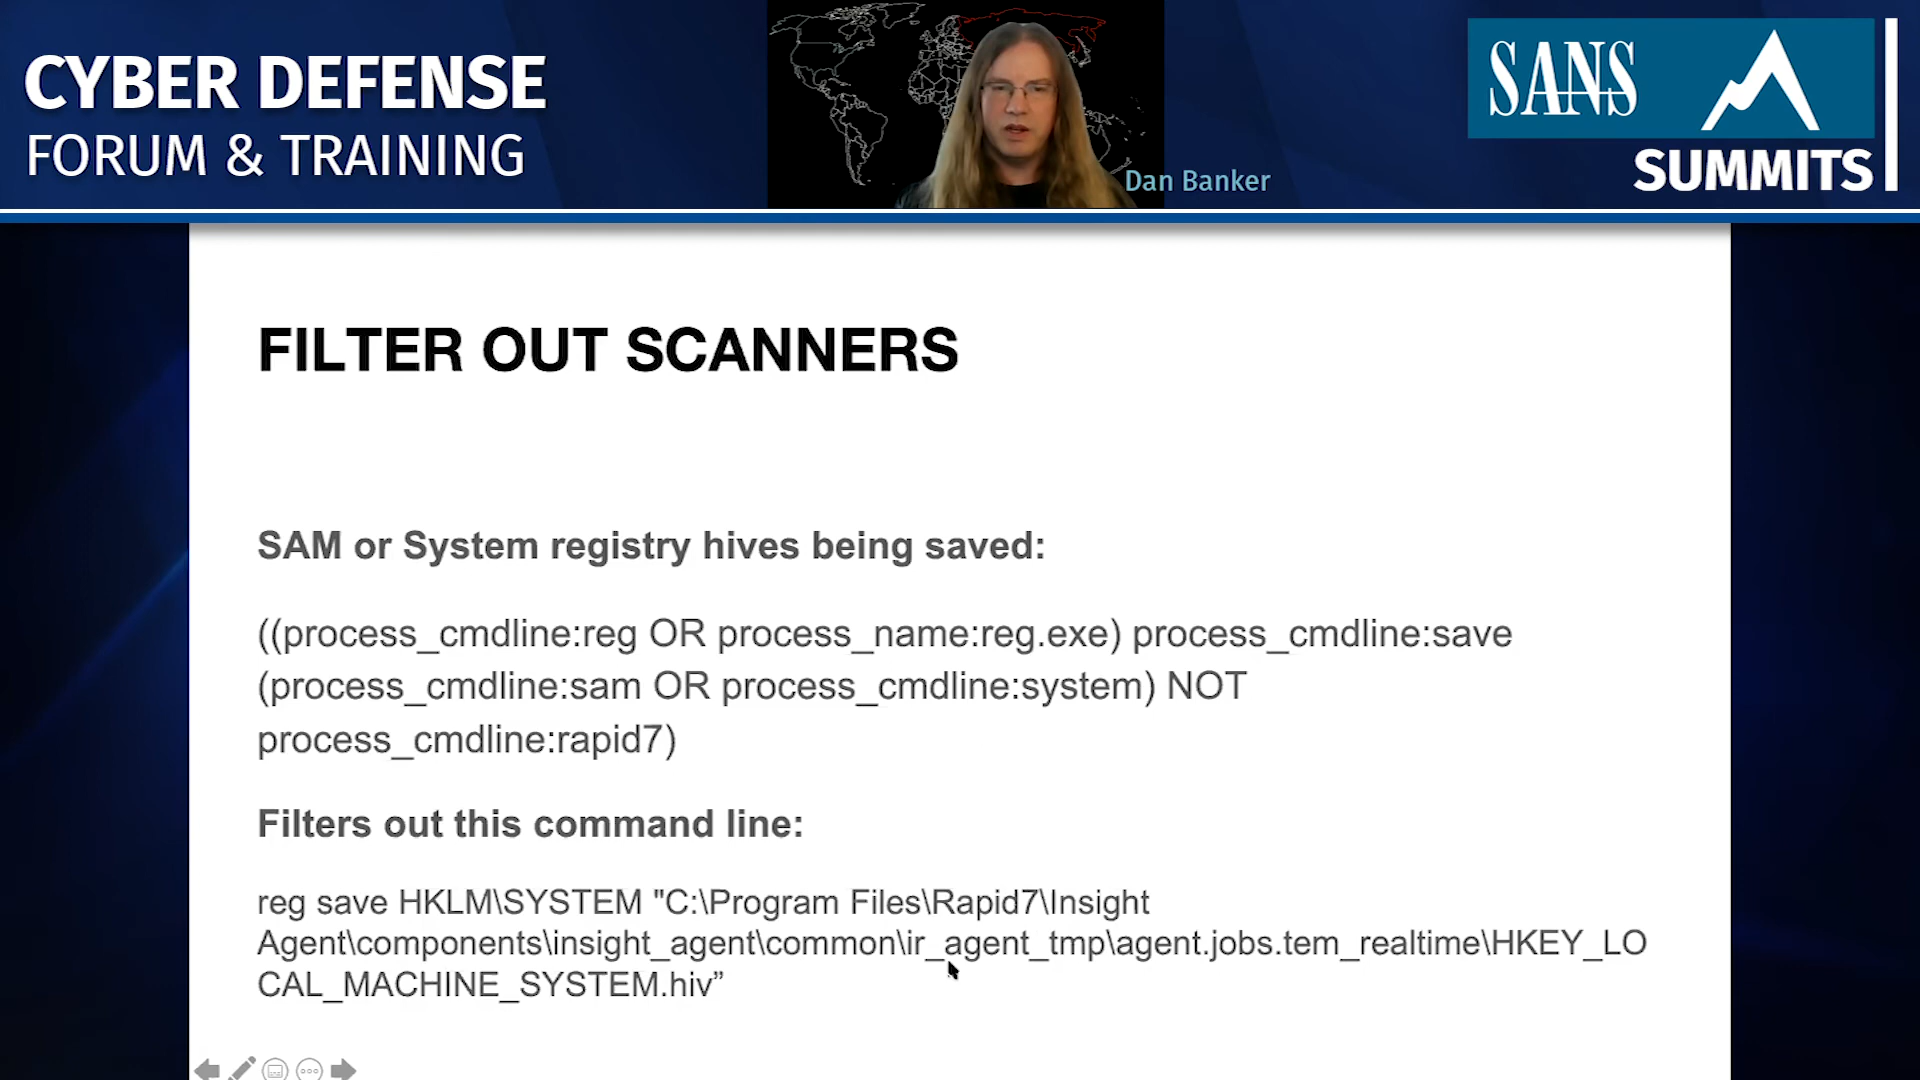 CYBER DEFENSE
FORUM & TRAINING
Dan Banker
SANS
SUMMITS
FILTER OUT SCANNERS
SAM or System registry hives being saved:
((process_cmdline:reg OR process_name:reg.exe) process_cmdline:save
(process_cmdline:sam OR process_cmdline:system) NOT
process_cmdline:rapid7)
Filters out this command line:
reg save HKLM\SYSTEM "C:\Program Files\Rapid7\Insight
Agent\components\insight_agent\common\ir_agent_tmp\agent.jobs.tem_realtime\HKEY_LO
CAL_MACHINE_SYSTEM.hiv”